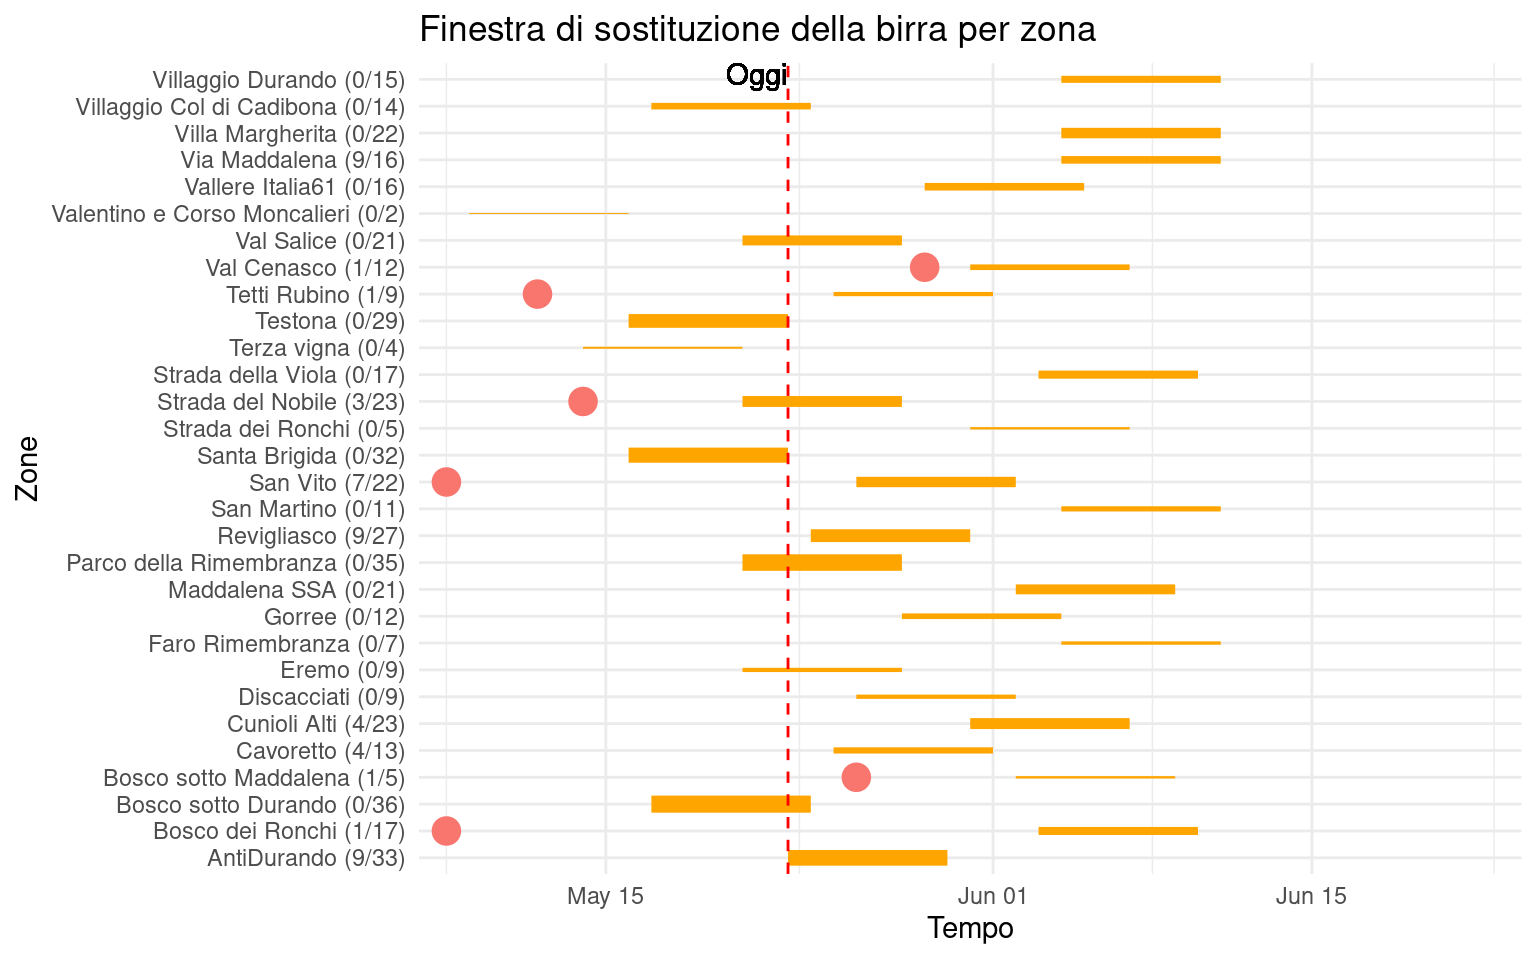 Finestra di sostituzione della birra per zona
Oggi
Zone
Villaggio Durando (0/15)
Villaggio Col di Cadibona (0/14)
Villa Margherita (0/22)
Via Maddalena (9/16)
Vallere Italia61 (0/16)
Valentino e Corso Moncalieri (0/2)
Val Salice (0/21)
Val Cenasco (1/12)
Tetti Rubino (1/9)
Testona (0/29)
Terza vigna (0/4)
Strada della Viola (0/17)
Strada del Nobile (3/23)
Strada dei Ronchi (0/5)
Santa Brigida (0/32)
San Vito (7/22)
San Martino (0/11)
Revigliasco (9/27)
Parco della Rimembranza (0/35)
Maddalena SSA (0/21)
Gorree (0/12)
Faro Rimembranza (0/7)
Eremo (0/9)
Discacciati (0/9)
Cunioli Alti (4/23)
Cavoretto (4/13)
Bosco sotto Maddalena (1/5)
Bosco sotto Durando (0/36)
Bosco dei Ronchi (1/17)
AntiDurando (9/33)
May 15
Jun 01
Jun 15
Tempo